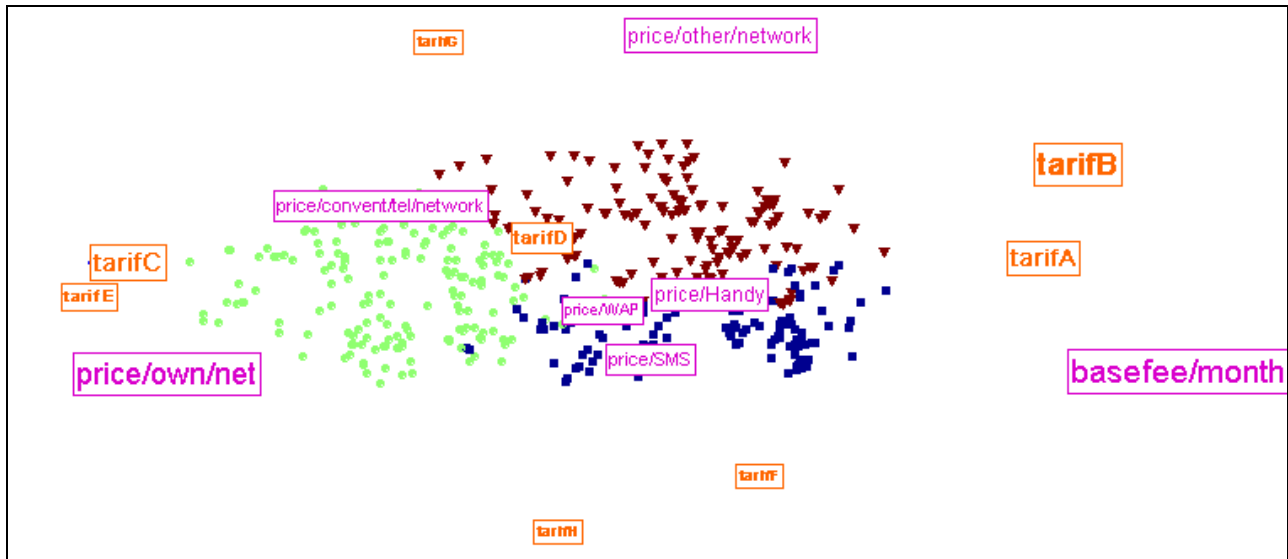 price/other/network
tarifG
tarifB
price/convent/tel/network
tarifD
tarifC
tarifA
tarifE
price/Handy
price/WAP
price/SMS
price/own/net
basefee/month
tarifF
tarifH